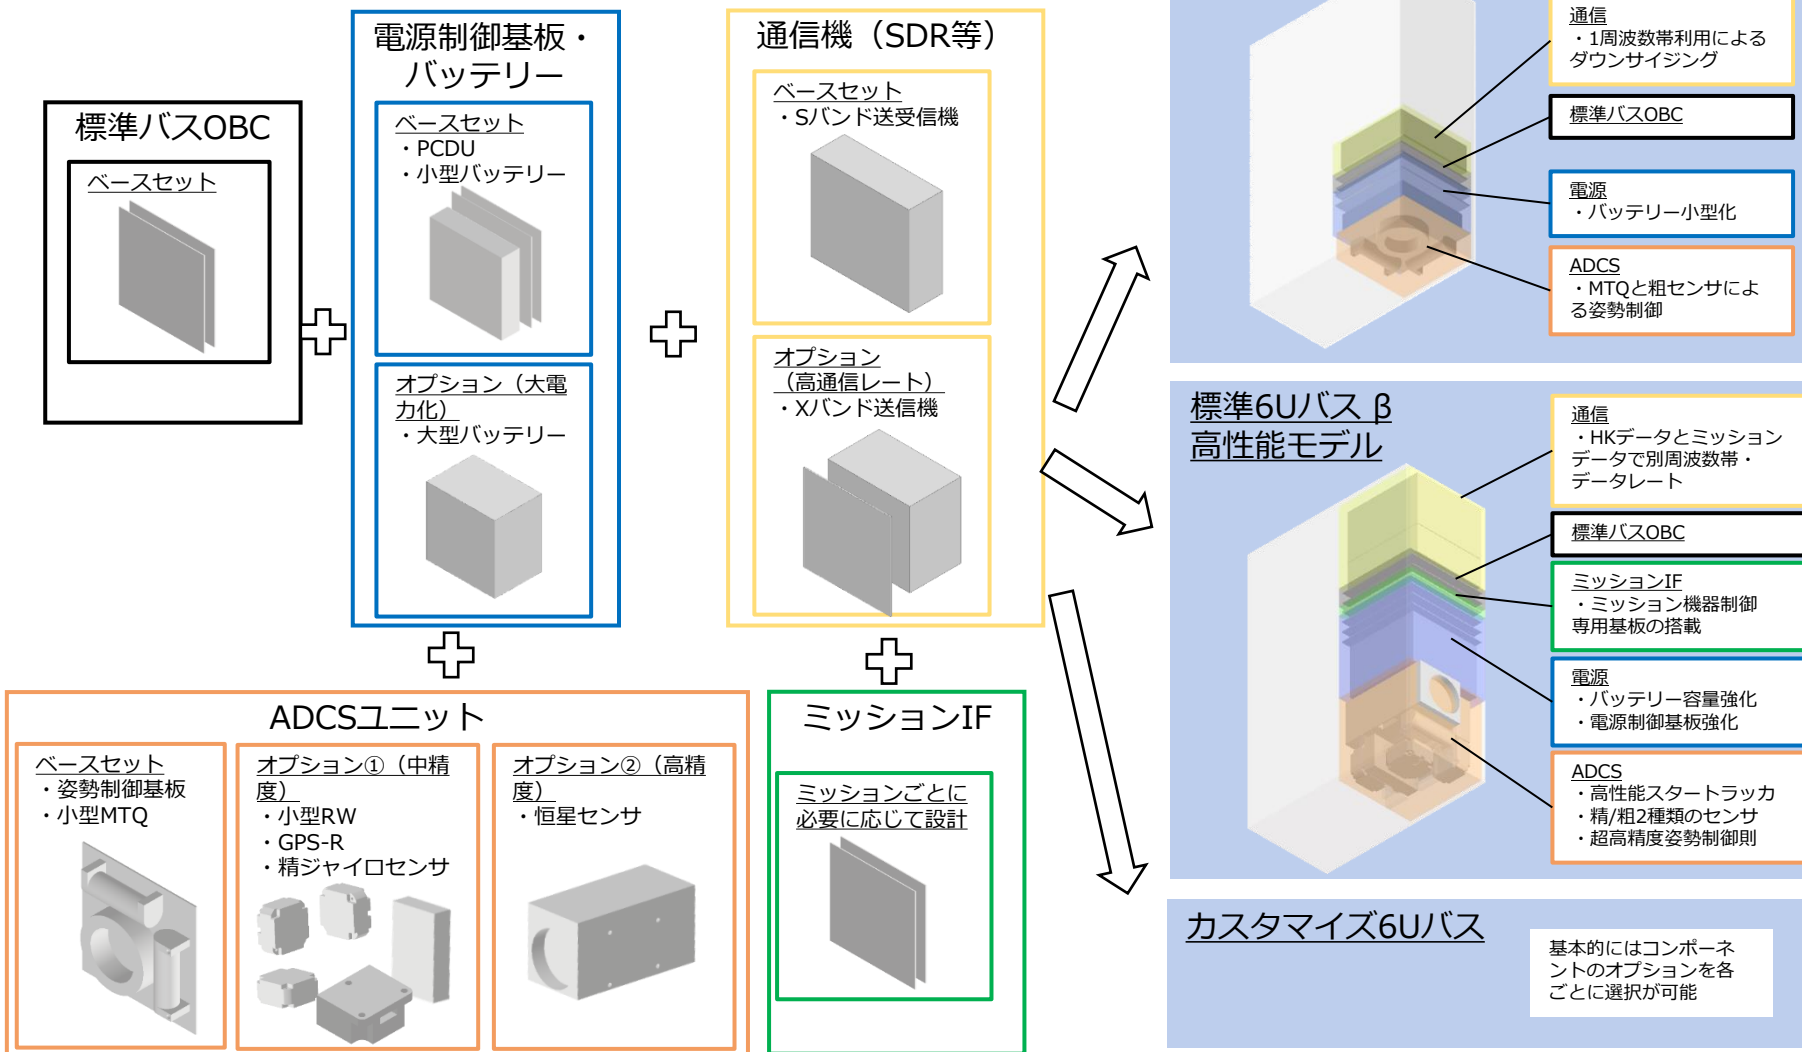 標準バスOBC
ベースセット
電源制御基板・
バッテリー
ベースセット
・PCDU
・小型バッテリー
オプション（大電
力化）
・大型バッテリー
通信機（SDR等）
ベースセット
・Sバンド送受信機
オプション
（高通信レート）
・Xバンド送信機
ADCSユニット
ベースセット
・姿勢制御基板
・小型MTQ
オプション①（中精
度）
・小型RW
・GPS-R
・精ジャイロセンサ
オプション②（高精
度）
・恒星センサ
ミッションIF
ミッションごとに
必要に応じて設計
通信
・1周波数帯利用による
ダウンサイジング
標準バスOBC
電源
・バッテリー小型化
ADCS
・MTQと粗センサによ
る姿勢制御
標準6Uバス β
高性能モデル
通信
・HKデータとミッション
データで別周波数帯・
データレート
標準バスOBC
ミッションIF
・ミッション機器制御
専用基板の搭載
電源
・バッテリー容量強化
・電源制御基板強化
ADCS
・高性能スタートラッカ
・精/粗2種類のセンサ
・超高精度姿勢制御則
カスタマイズ6Uバス
基本的にはコンポーネ
ントのオプションを各
ごとに選択が可能